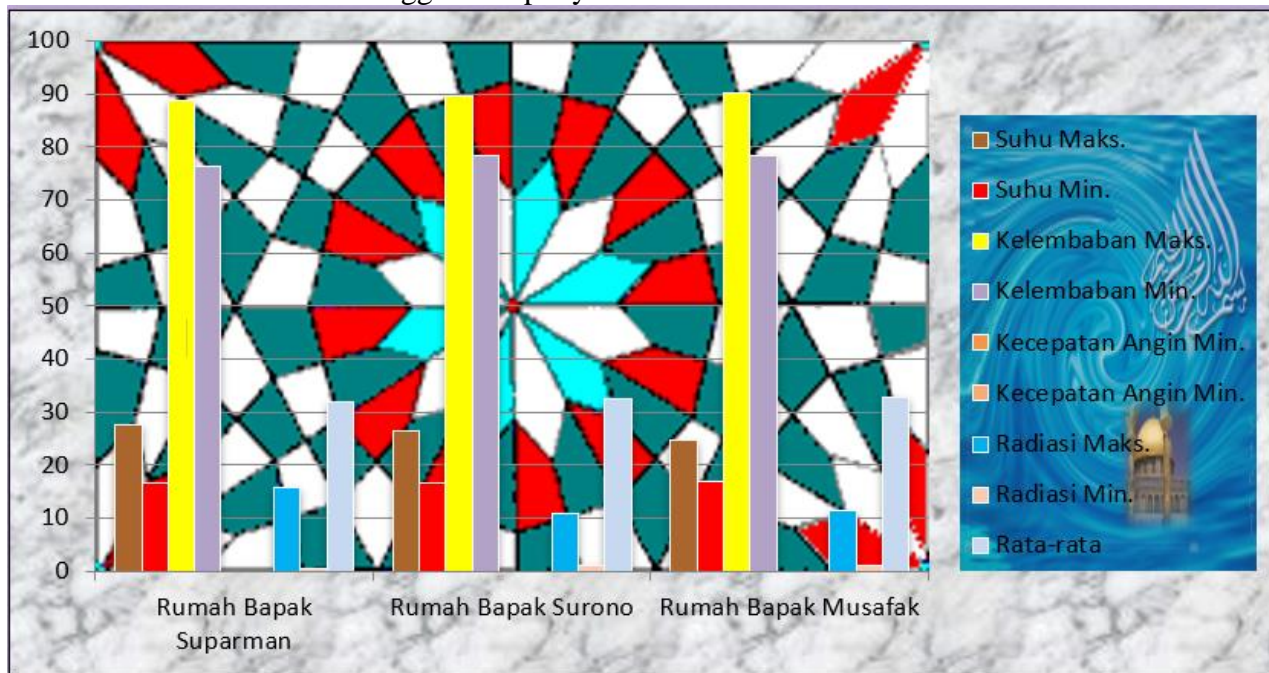 100
90
80
70
60
50
40
30
20
10
0
Rumah Bapak
Suparman
Rumah Bapak Surono
Rumah Bapak Musafak
Suhu Maks.
Suhu Min.
Kelembaban Maks.
Kelembaban Min.
Kecepatan Angin Min.
Kecepatan Angin Min.
Radiasi Maks.
Radiasi Min.
Rata-rata